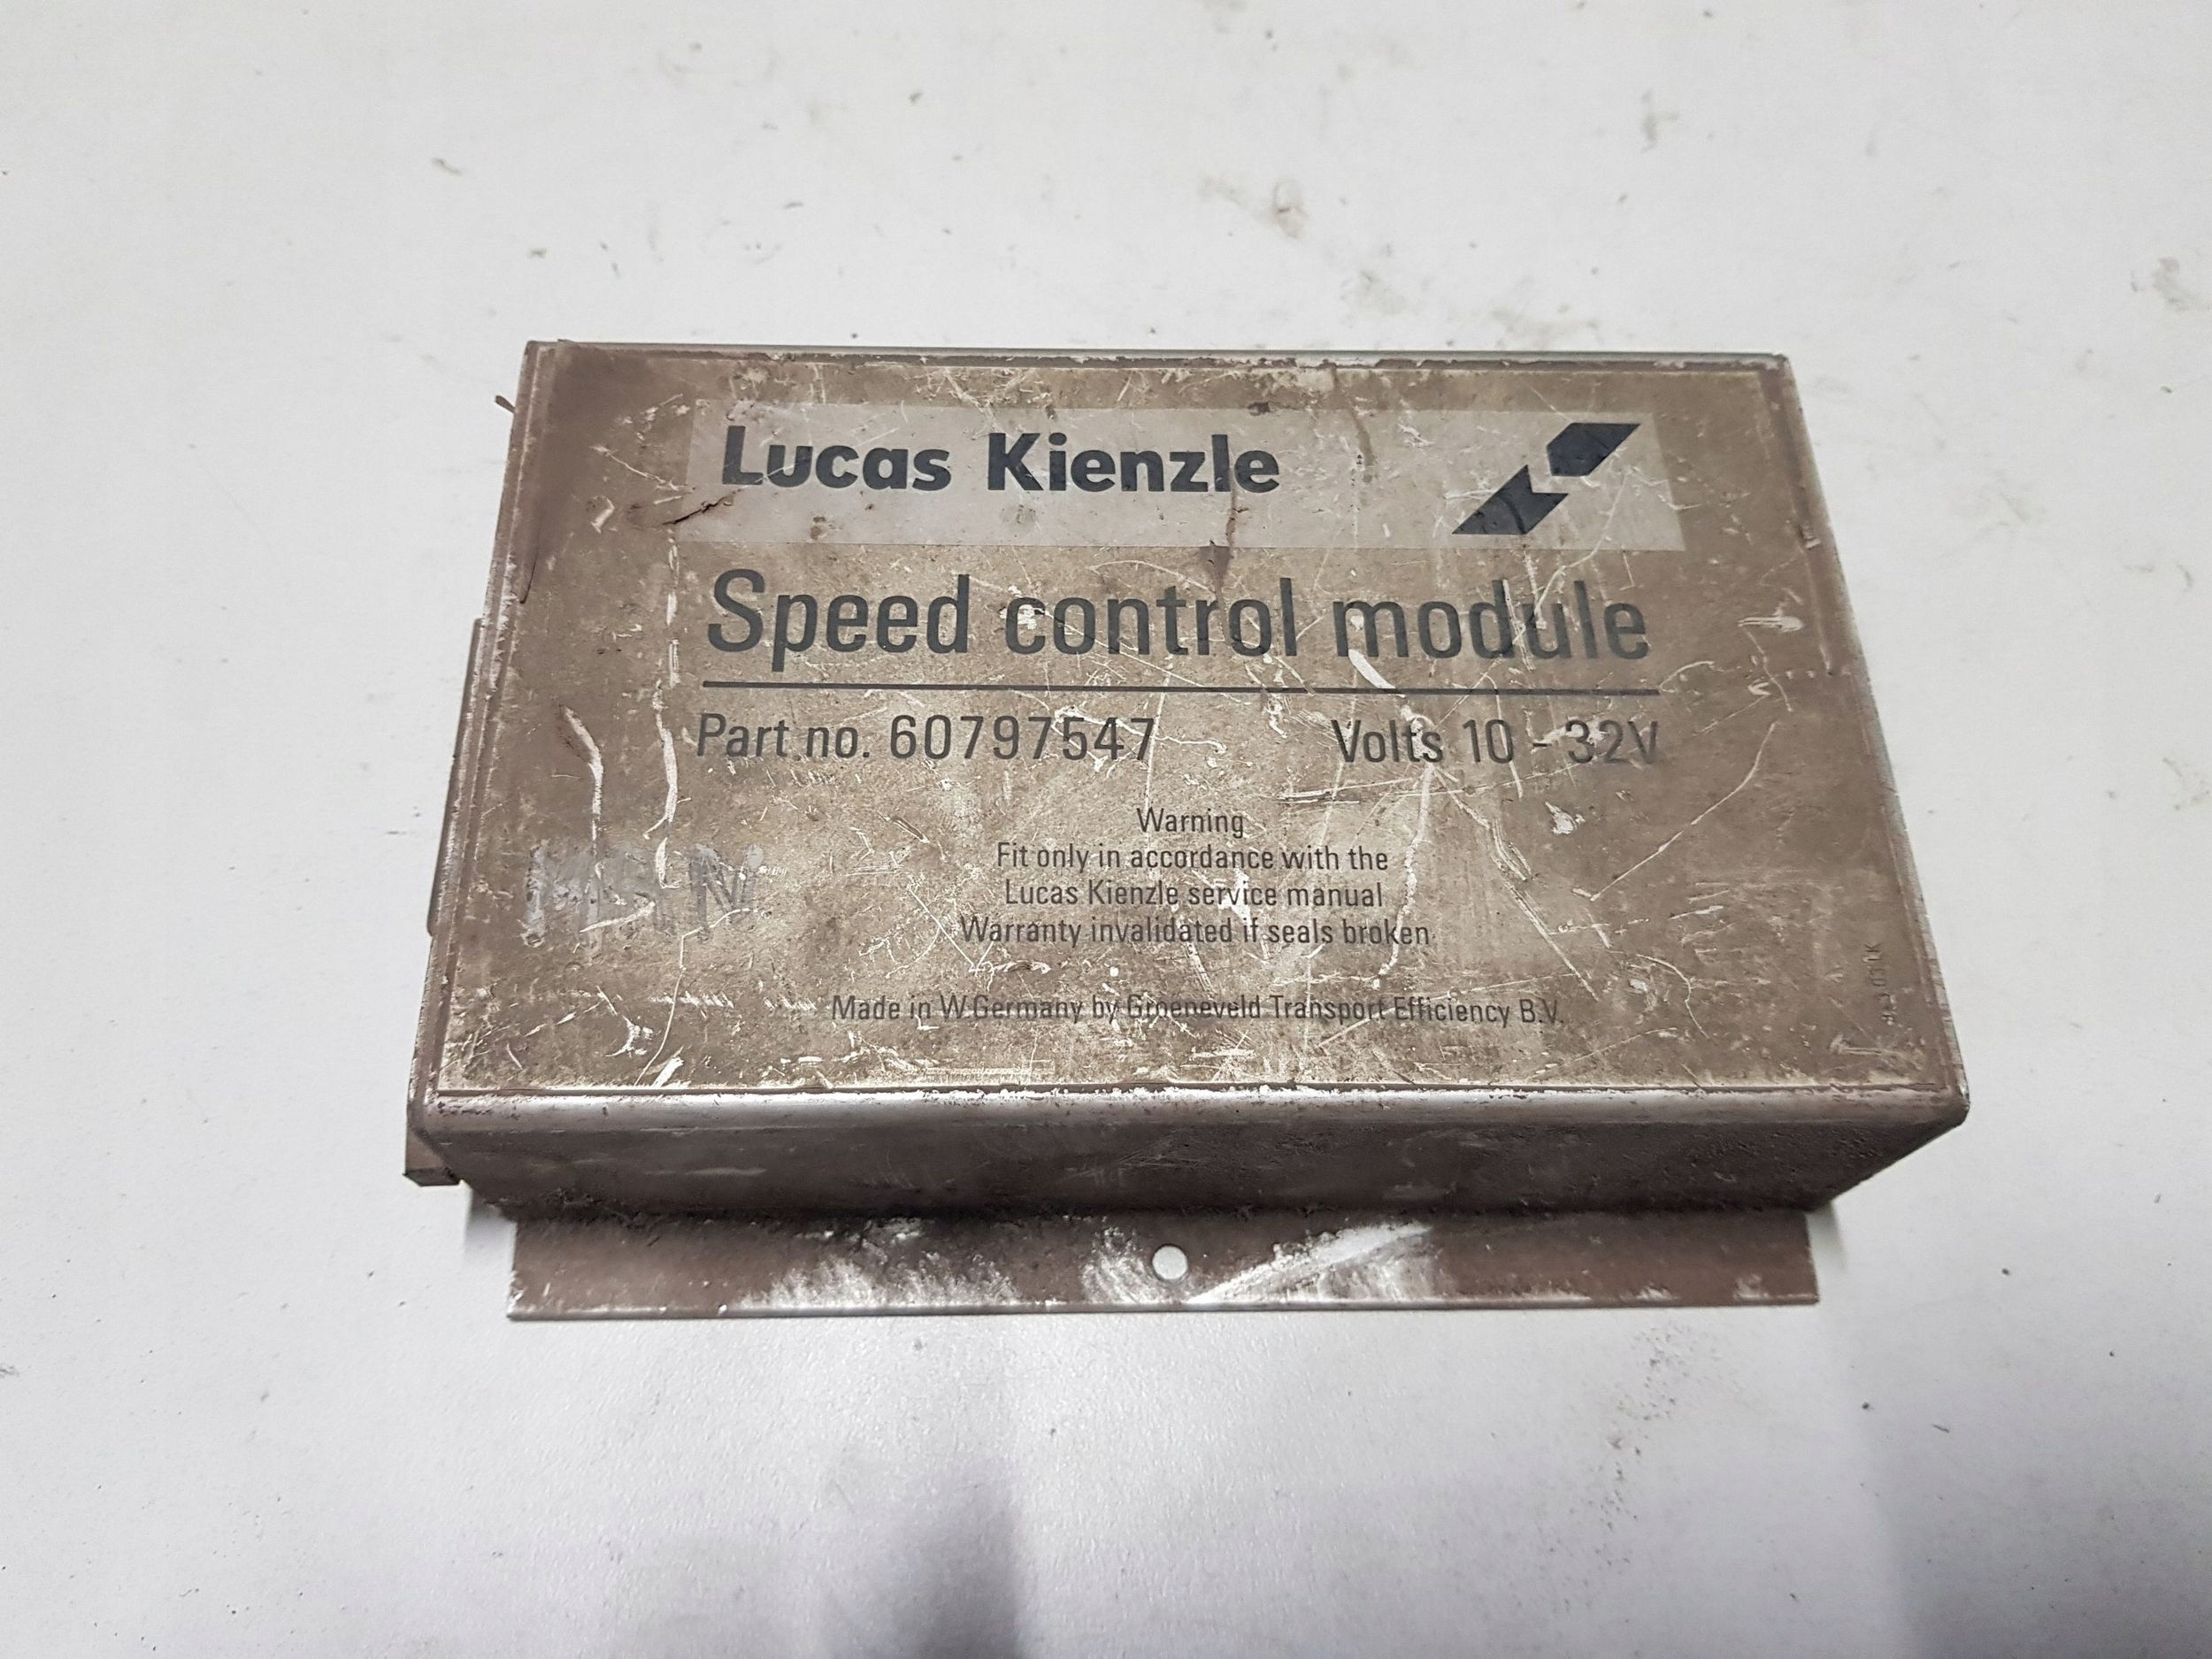 Lucas Kienzle
Speed control module
Part no. 60797547 Volts 10 - 32V
Warning
Fit only in accordance with the
Lucas Kienzle service manual
Warranty invalidated if seals broken
Made in W.Germany by Groeneveld Transport Efficiency B.V.